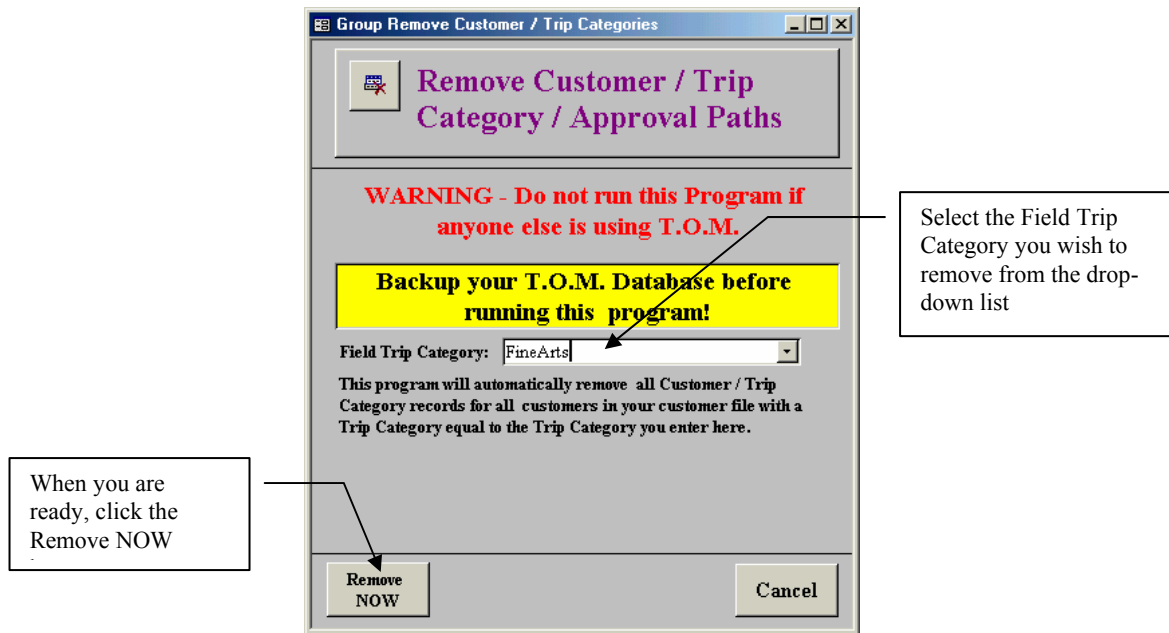 Group Remove Customer / Trip Categories
Remove Customer / Trip
Category / Approval Paths
WARNING - Do not run this Program if
anyone else is using T.O.M.
Backup your T.O.M. Database before
running this program!
Field Trip Category: FineArts
This program will automatically remove all Customer / Trip
Category records for all customers in your customer file with a
Trip Category equal to the Trip Category you enter here.
Remove
NOW
Cancel
Select the Field Trip
Category you wish to
remove from the drop-
down list
When you are
ready, click the
Remove NOW